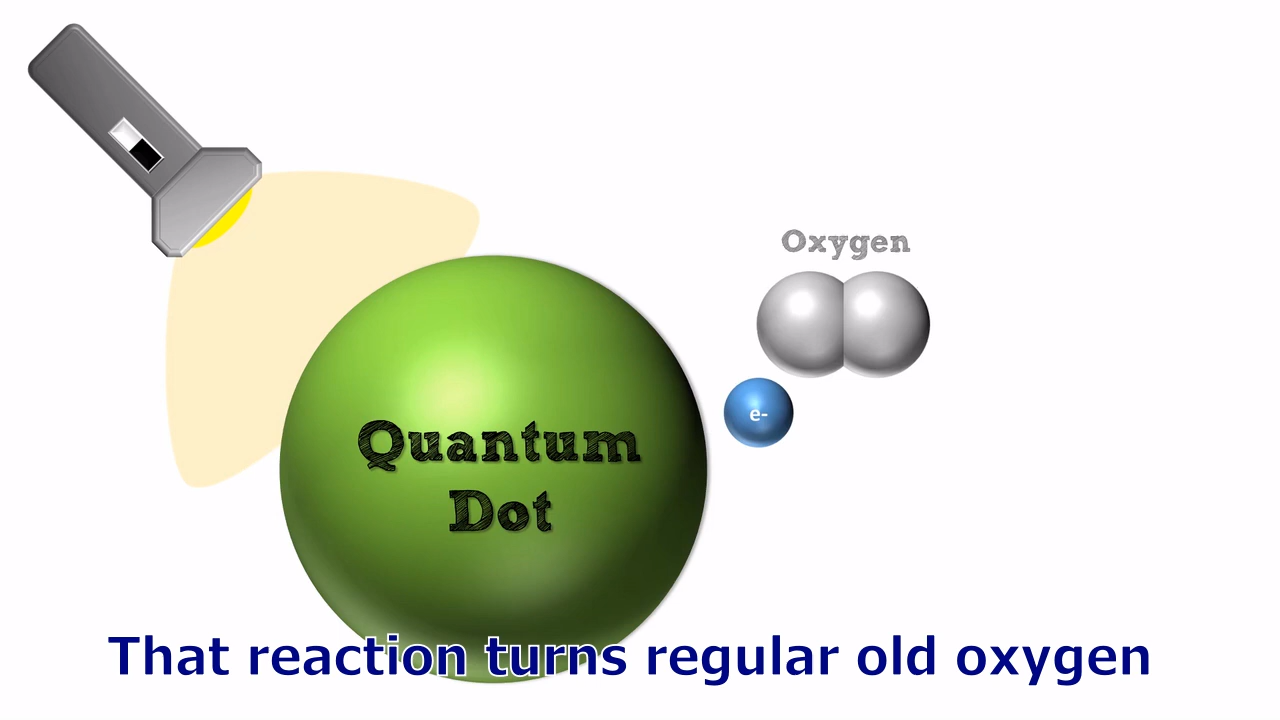 Oxygen
e-
Quantum
Dot
That reaction turns regular old oxygen